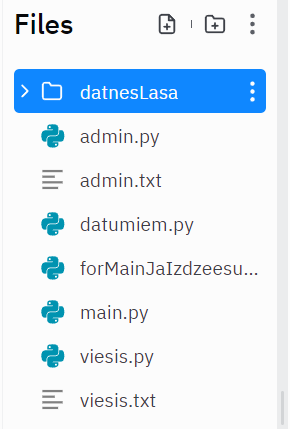 Files
datnesLasa
admin.py
admin.txt
datumiem.py
forMainJaIzdzeesu...
main.py
viesis.py
viesis.txt